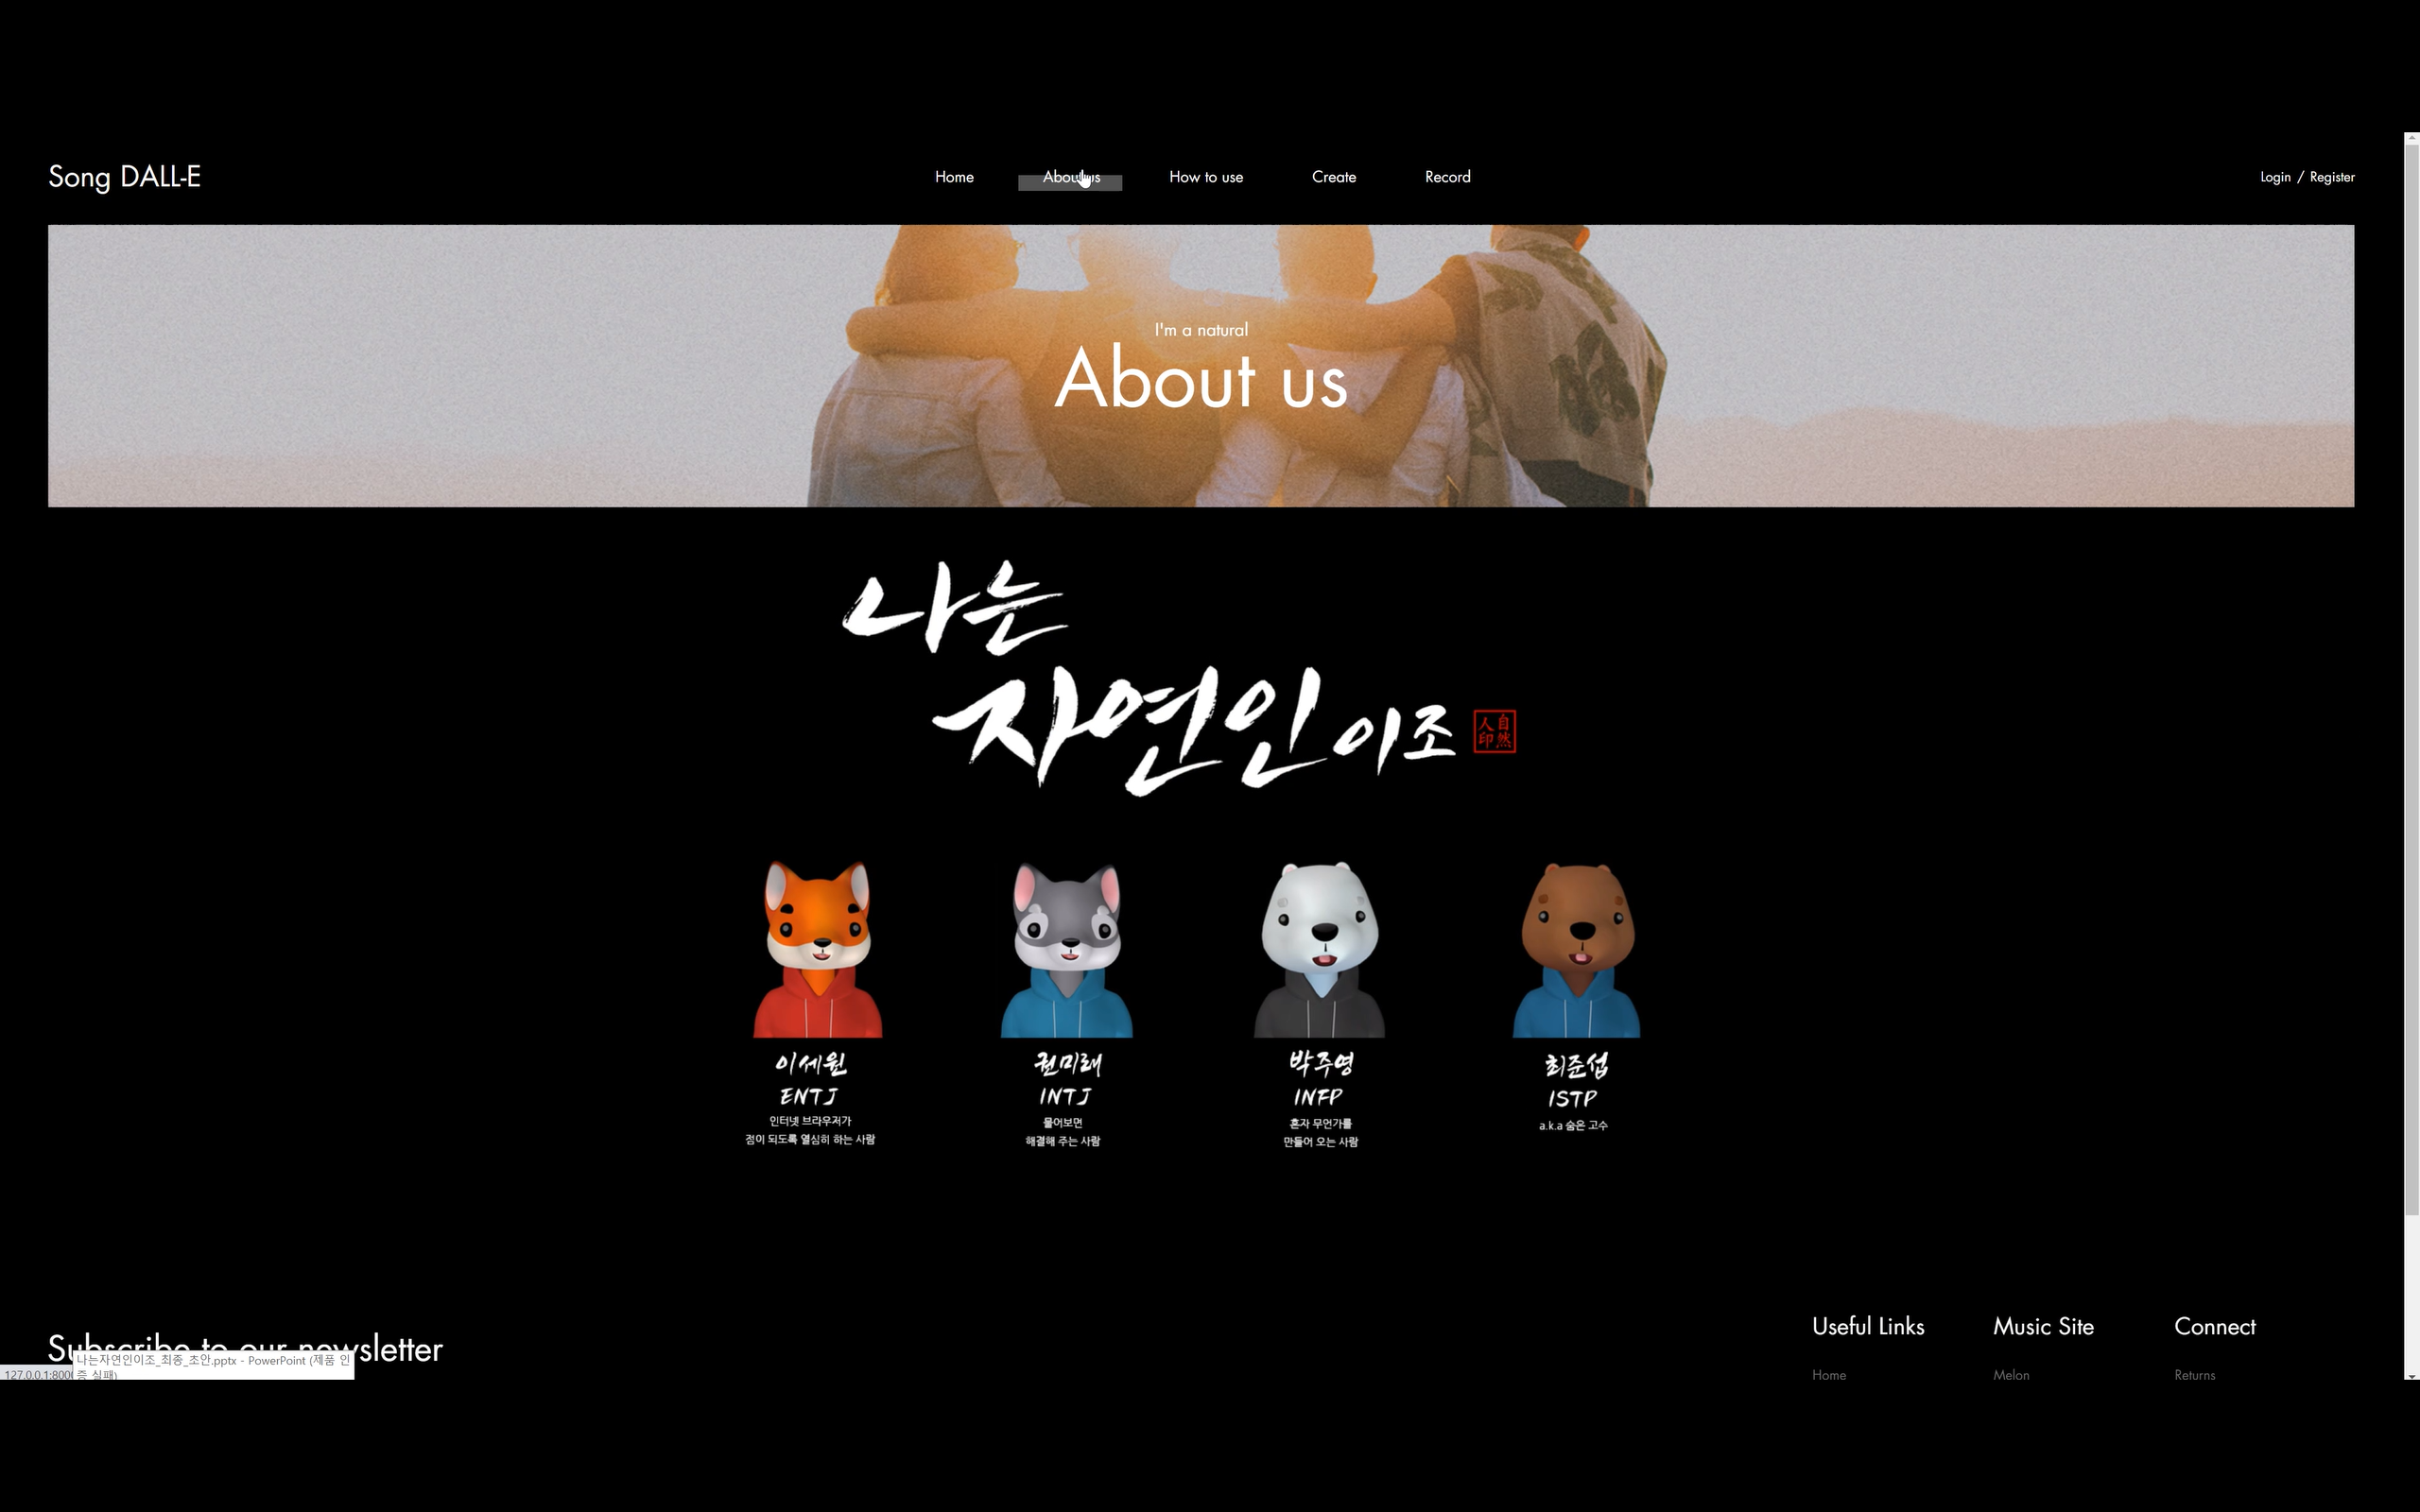 Song DALL-E
Home
About us
How to use
Create
Record
Login / Register
I'm a natural
About us
나는
자연인이조
自然人印
이세원
ENTJ
인터넷 브라우저가
점이 되도록 열심히 하는 사람
권미래
INTJ
물어보면
해결해 주는 사람
박주영
INFP
혼자 무언가를
만들어 오는 사람
최준섭
ISTP
a.k.a 숨은 고수
Subscribe to our newsletter
나는자연인이조_최종_초안.pptx - PowerPoint (제품 인
증 실패)
127.0.0.1:800
Useful Links
Home
Music Site
Melon
Connect
Returns